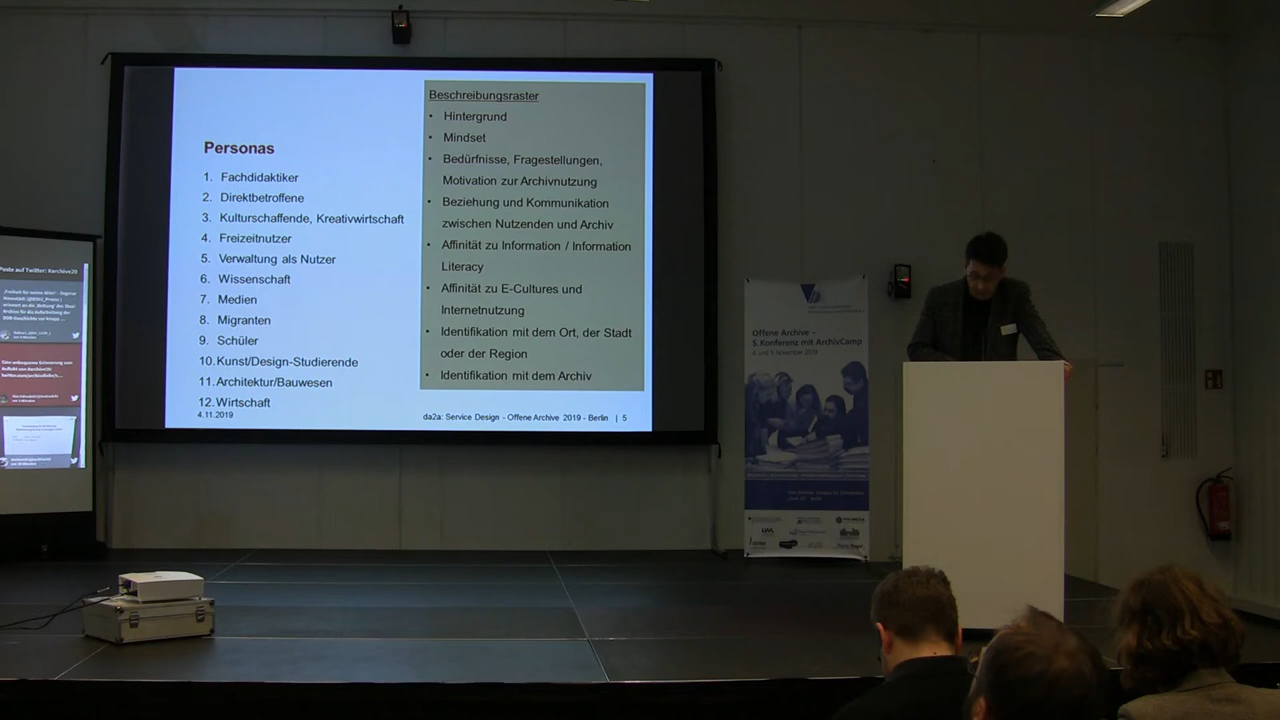 Personas
1. Fachdidaktiker
2. Direktbetroffene
3. Kulturschaffende, Kreativwirtschaft
4. Freizeitnutzer
5. Verwaltung als Nutzer
6. Wissenschaft
7. Medien
8. Migranten
9. Schüler
10. Kunst/Design-Studierende
11. Architektur/Bauwesen
12. Wirtschaft
4.11.2019
Beschreibungsraster
• Hintergrund
• Mindset
• Bedürfnisse, Fragestellungen,
Motivation zur Archivnutzung
• Beziehung und Kommunikation
zwischen Nutzenden und Archiv
• Affinität zu Information / Information
Literacy
• Affinität zu E-Cultures und
Internetnutzung
• Identifikation mit dem Ort, der Stadt
oder der Region
• Identifikation mit dem Archiv
da2a: Service Design - Offene Archive 2019 - Berlin | 5
auf Twitter: #archive20
Offene Archive –
5. Konferenz mit ArchivCamp
4. und 5. November 2019